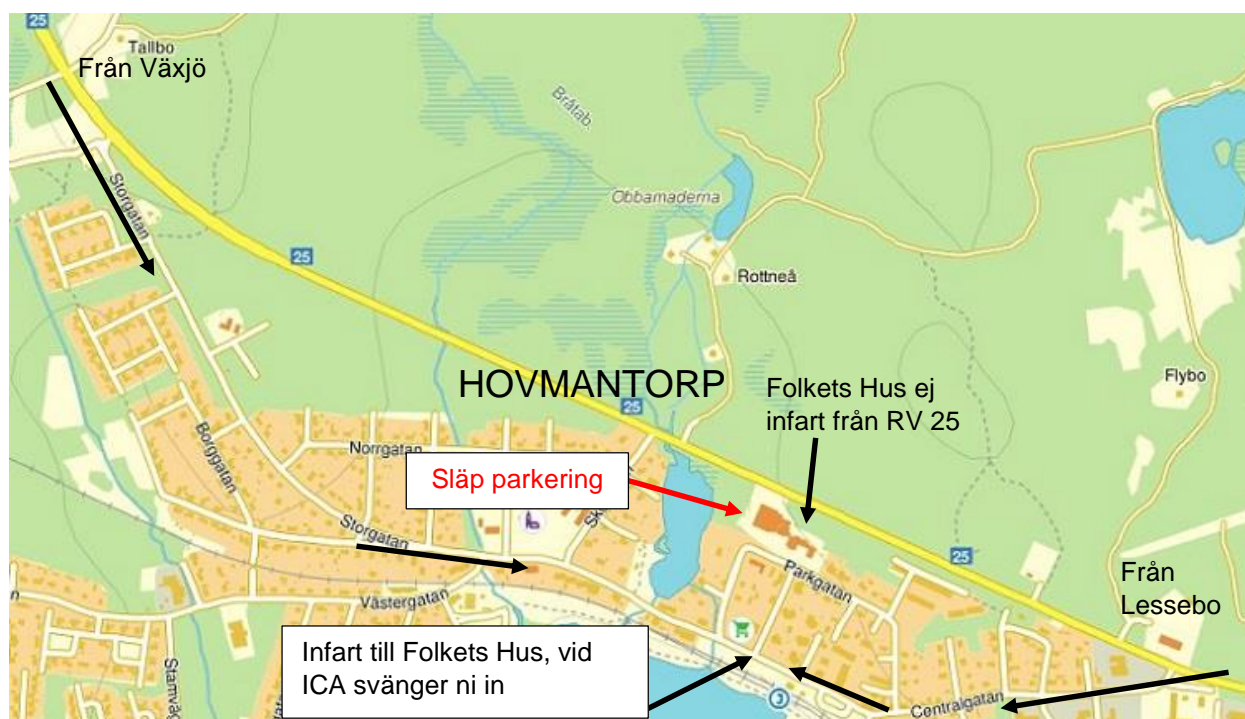 25
Tallbo
Från Växjö
Bråtab.
Storgatan
Obbamaderna
25
Rottneå
HOVMANTORP
Folkets Hus ej
infart från RV 25
Flybo
25
Borggatan
Norrgatan
Släp parkering
Storgatan
25
Parkgatan
Från
Lessebo
Västergatan
Infart till Folkets Hus, vid
ICA svänger ni in
Centralgatan